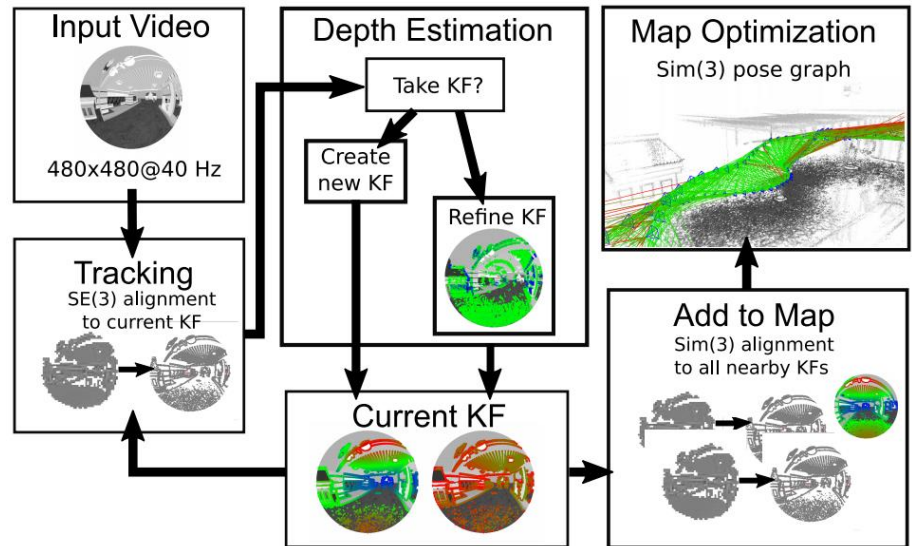 Input Video
480x480@40 Hz
Tracking
SE(3) alignment
to current KF
Depth Estimation
Take KF?
Create
new KF
Refine KF
Current KF
Map Optimization
Sim(3) pose graph
Add to Map
Sim(3) alignment
to all nearby KFs